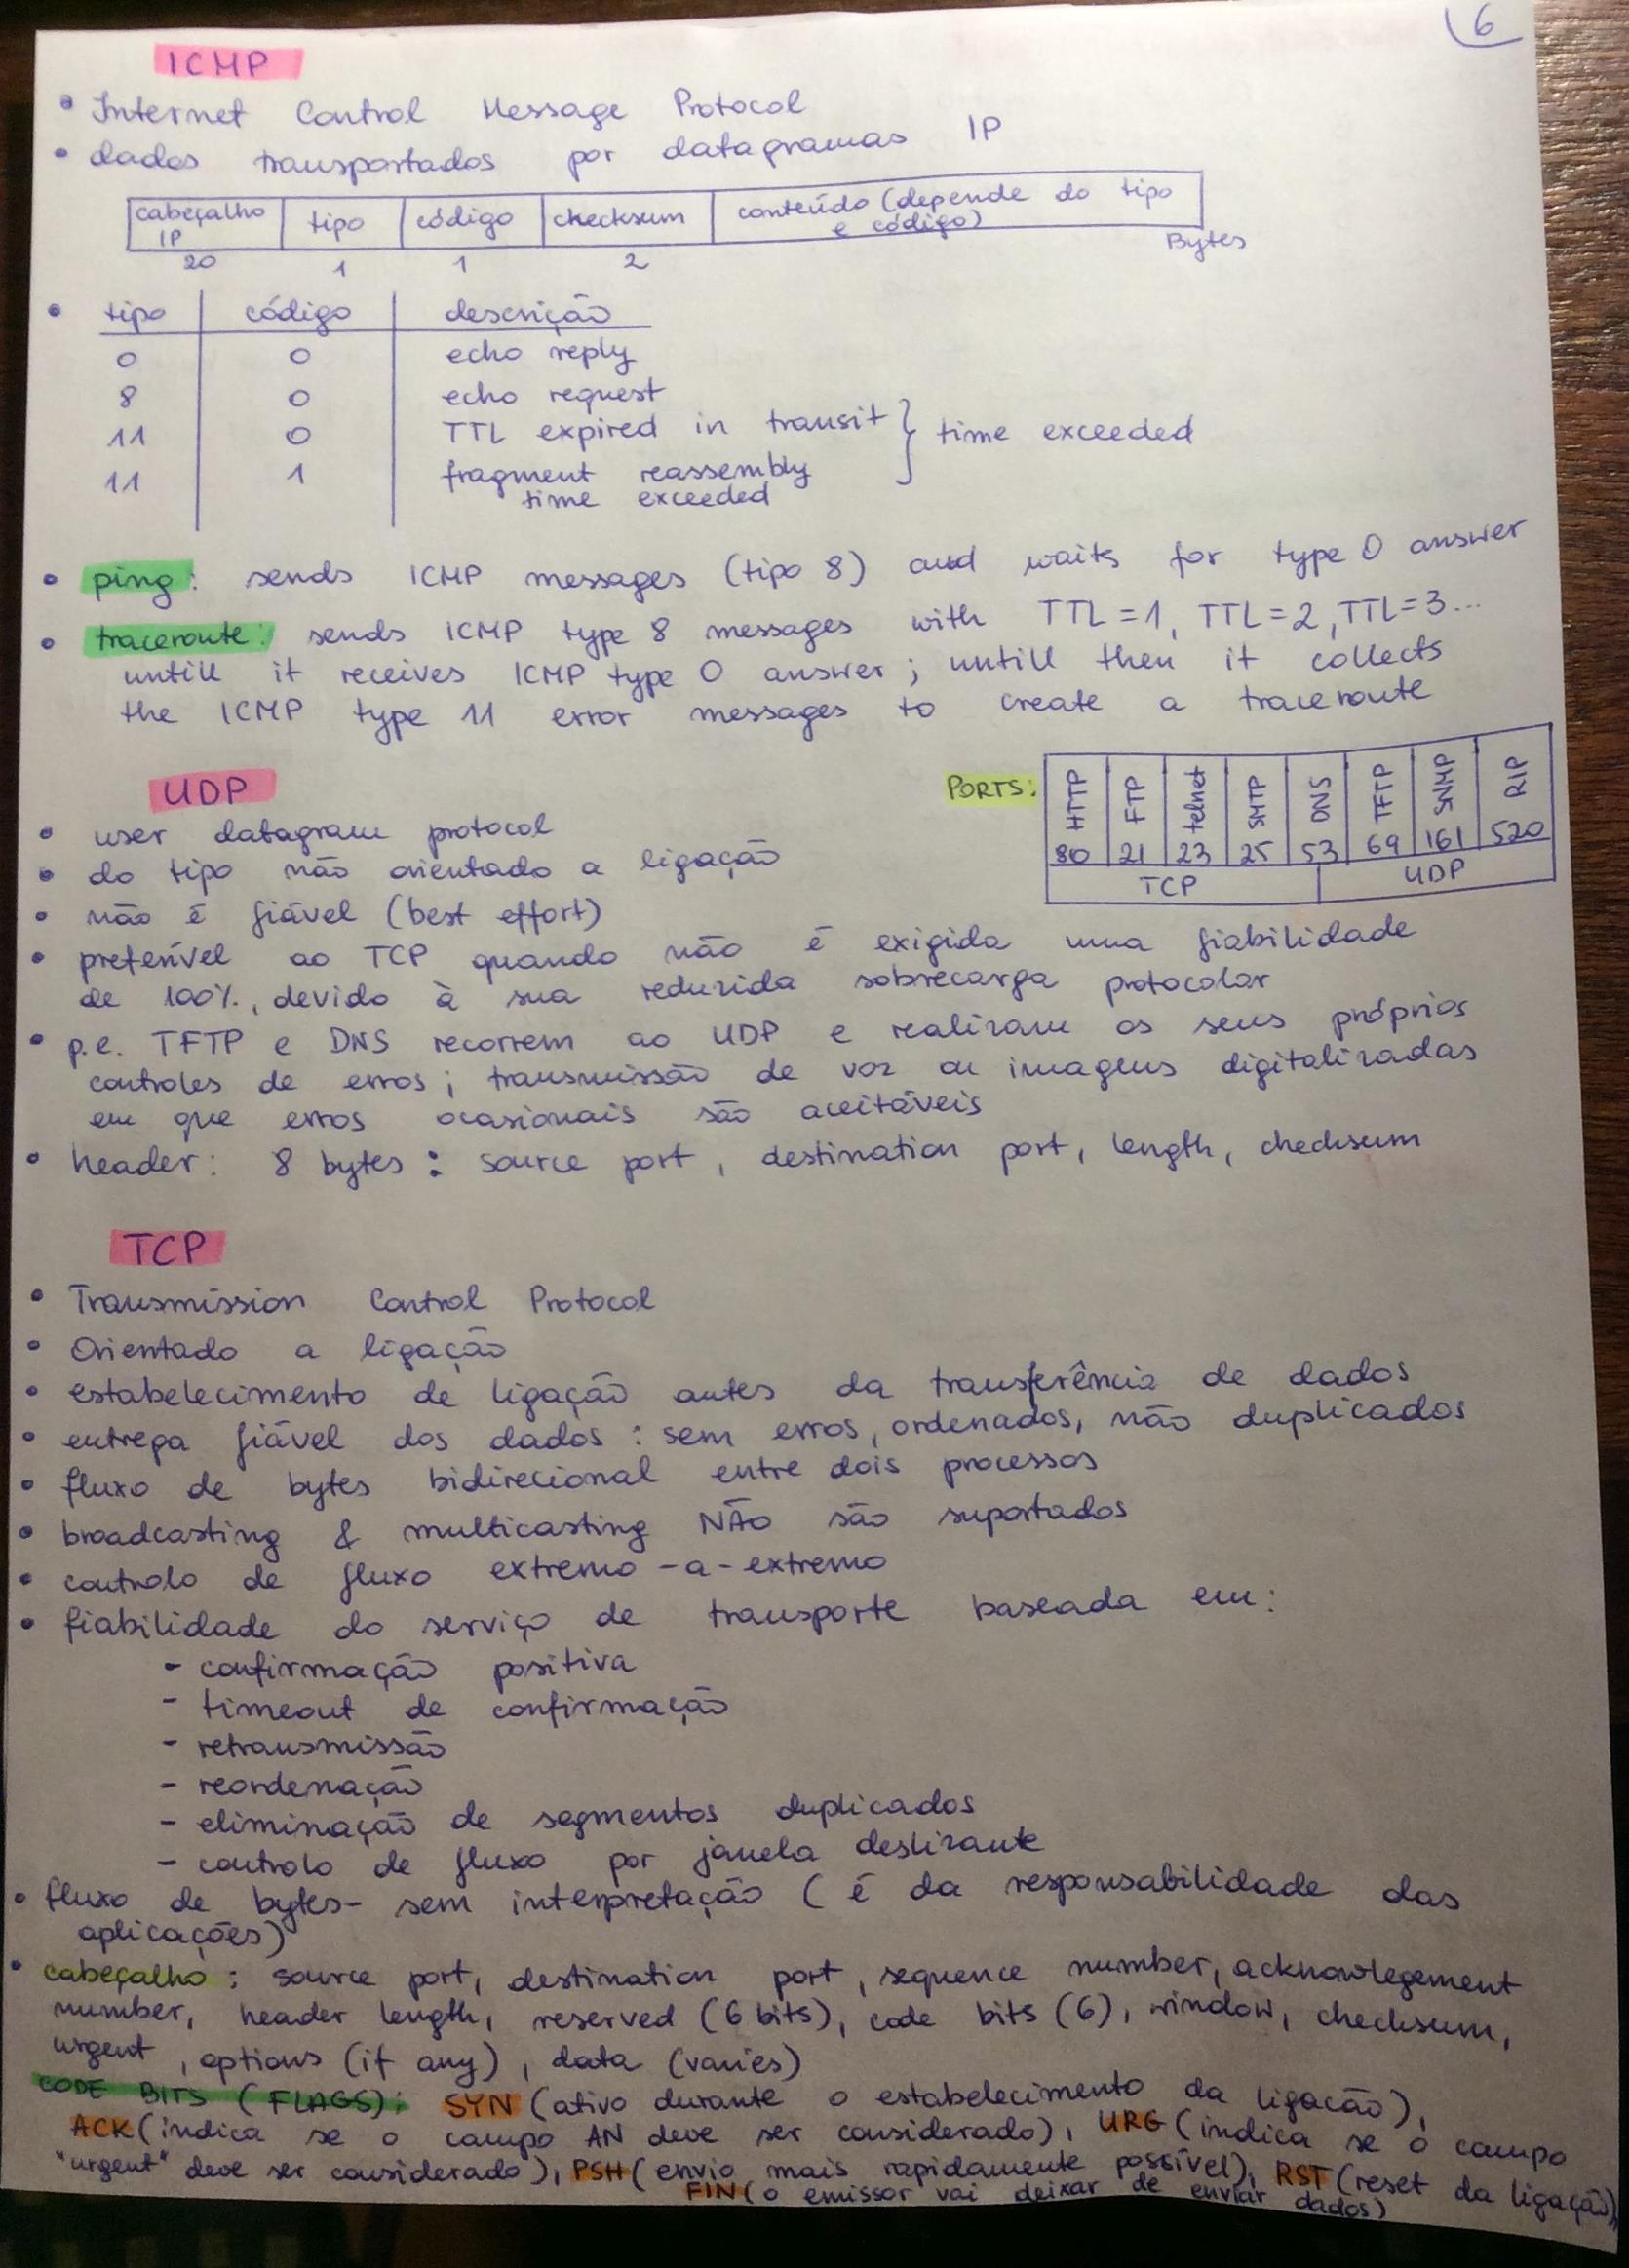 6
ICMP
• Internet Control Message Protocol
• dados transportados por datagramas IP
cabeçalho IP | tipo | código | checksum | conteúdo (depende do tipo e código)
20 1 1 2 Bytes
• tipo | código | descrição
0 | 0 | echo reply
8 | 0 | echo request
11 | 0 | TTL expired in transit } time exceeded
11 | 1 | fragment reassembly
time exceeded
• ping: sends ICMP messages (tipo 8) and waits for type 0 answer
• traceroute: sends ICMP type 8 messages with TTL=1, TTL=2, TTL=3...
untill it receives ICMP type 0 answer; untill then it collects
the ICMP type 11 error messages to create a traceroute
PORTS: HTTP | FTP | telnet | SMTP | DNS | TFTP | SNMP | RIP
80 | 21 | 23 | 25 | 53 | 69 | 161 | 520
TCP | UDP
UDP
• user datagram protocol
• do tipo não orientado a ligação
• não é fiável (best effort)
• preferível ao TCP quando não é exigida uma fiabilidade
de 100%, devido à sua reduzida sobrecarga protocolar
• p.e. TFTP e DNS recorrem ao UDP e realizam os seus próprios
controles de erros; transmissão de voz ou imagens digitalizadas
em que erros ocasionais são aceitáveis
• header: 8 bytes: source port, destination port, length, checksum
TCP
• Transmission Control Protocol
• Orientado a ligação
• estabelecimento de ligação antes da transferência de dados
• entrega fiável dos dados: sem erros, ordenados, não duplicados
• fluxo de bytes bidirecional entre dois processos
• broadcasting & multicasting NÃO são suportados
• controlo de fluxo extremo-a-extremo
• fiabilidade do serviço de transporte baseada em:
- confirmação positiva
- timeout de confirmação
- retransmissão
- reordenação
- eliminação de segmentos duplicados
- controlo de fluxo por janela deslizante
• fluxo de bytes- sem interpretação (é da responsabilidade das
aplicações)
• cabeçalho: source port, destination port, sequence number, acknowlegement
number, header length, reserved (6 bits), code bits (6), window, checksum,
urgent, options (if any), data (varies)
CODE BITS (FLAGS): SYN (ativo durante o estabelecimento da ligação),
ACK (indica se o campo AN deve ser considerado), URG (indica se o campo
"urgent" deve ser considerado), PSH (envio mais rapidamente possível), RST (reset da ligação),
FIN (o emissor vai deixar de enviar dados)